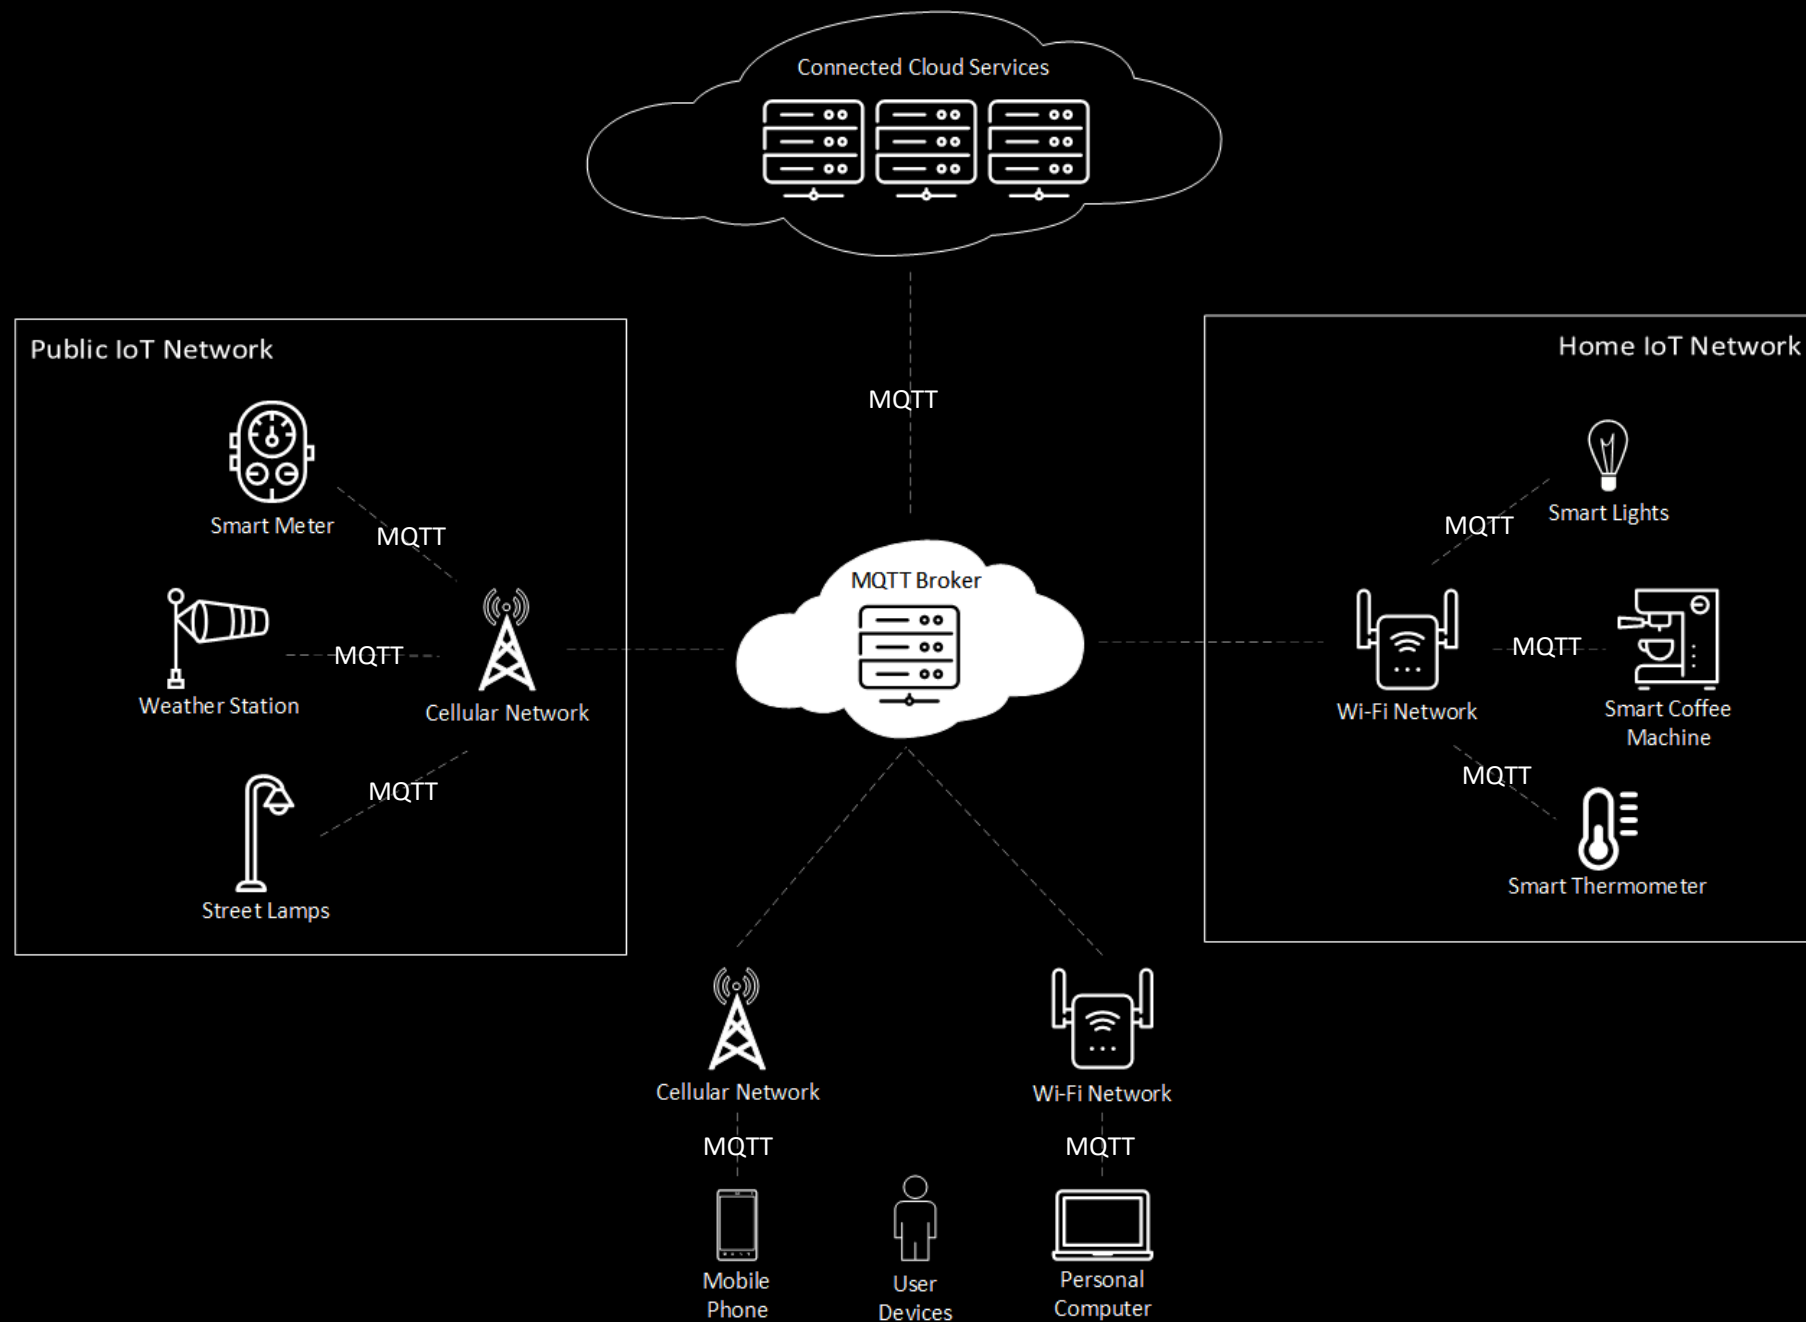 Connected Cloud Services
Public IoT Network
Home IoT Network
MQTT
Smart Meter
MQTT
Smart Lights
MQTT
MQTT Broker
Weather Station
MQTT
Cellular Network
Wi-Fi Network
MQTT
Smart Coffee
Machine
MQTT
MQTT
Street Lamps
Smart Thermometer
Cellular Network
Wi-Fi Network
MQTT
MQTT
Mobile
Phone
User
Devices
Personal
Computer